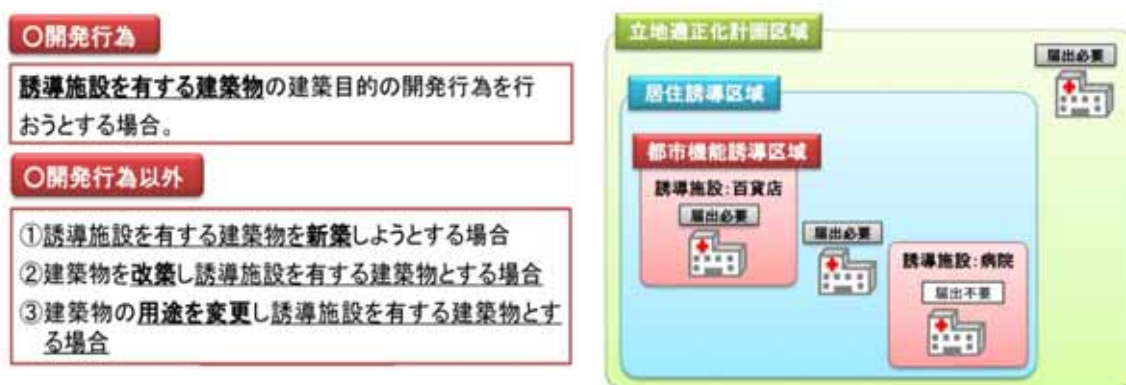 〇開発行為
誘導施設を有する建築物の建築目的の開発行為を行
おうとする場合。
〇開発行為以外
①誘導施設を有する建築物を新築しようとする場合
②建築物を改築し誘導施設を有する建築物とする場合
③建築物の用途を変更し誘導施設を有する建築物とす
る場合
立地適正化計画区域
届出必要
居住誘導区域
都市機能誘導区域
誘導施設:百貨店
届出必要
届出必要
誘導施設:病院
届出不要